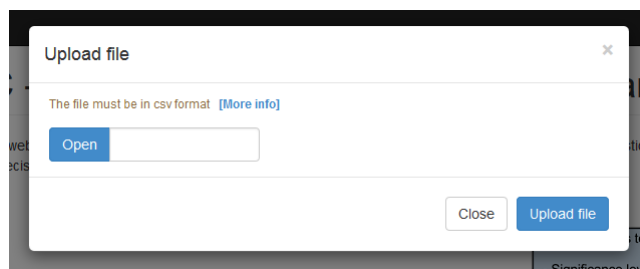 Upload file ×
The file must be in csv format [More info]
Open
Close Upload file